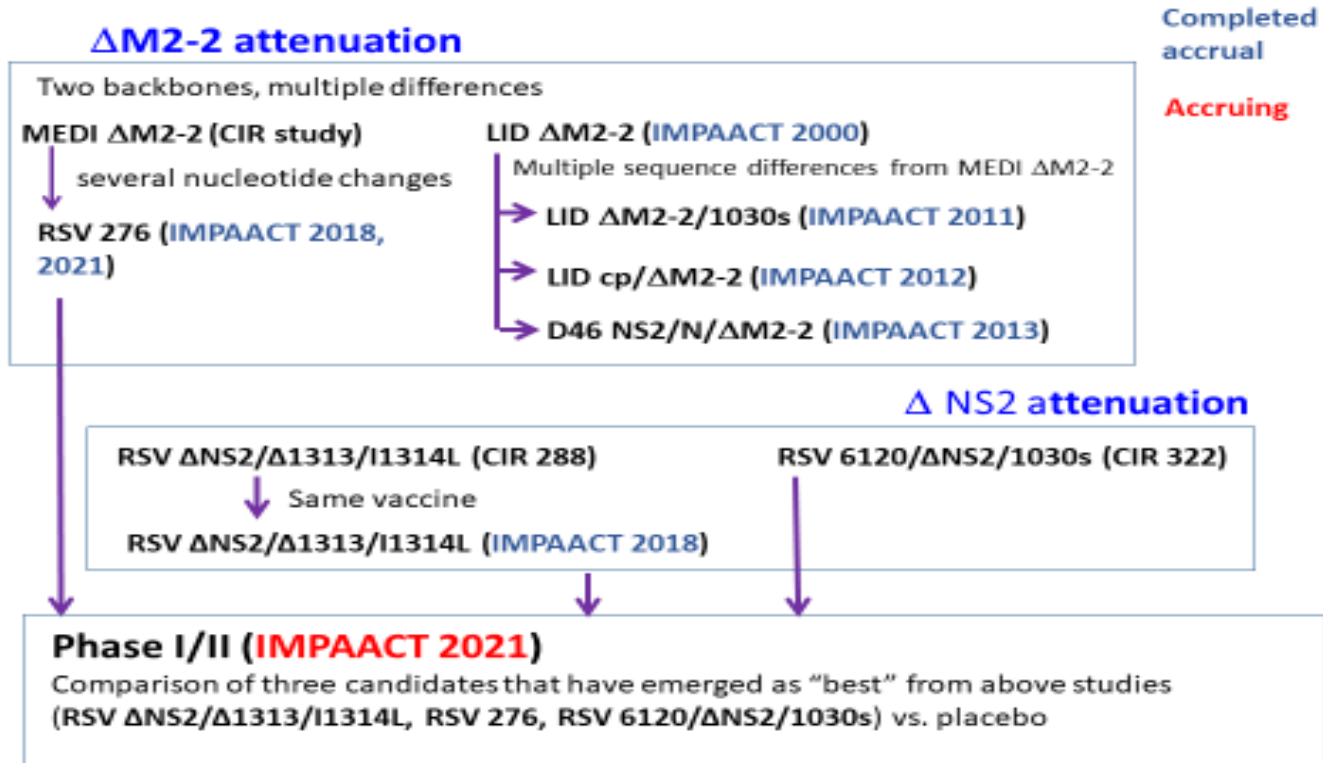 ΔM2-2 attenuation
Completed
accrual
Accruing
Two backbones, multiple differences
MEDI ΔM2-2 (CIR study)
several nucleotide changes
RSV 276 (IMPAACT 2018,
2021)
LID ΔM2-2 (IMPAACT 2000)
Multiple sequence differences from MEDI ΔM2-2
LID ΔM2-2/1030s (IMPAACT 2011)
LID cp/ΔM2-2 (IMPAACT 2012)
D46 NS2/N/ΔM2-2 (IMPAACT 2013)
Δ NS2 attenuation
RSV ΔNS2/Δ1313/I1314L (CIR 288)
Same vaccine
RSV ΔNS2/Δ1313/I1314L (IMPAACT 2018)
RSV 6120/ΔNS2/1030s (CIR 322)
Phase I/II (IMPAACT 2021)
Comparison of three candidates that have emerged as “best” from above studies
(RSV ΔNS2/Δ1313/I1314L, RSV 276, RSV 6120/ΔNS2/1030s) vs. placebo